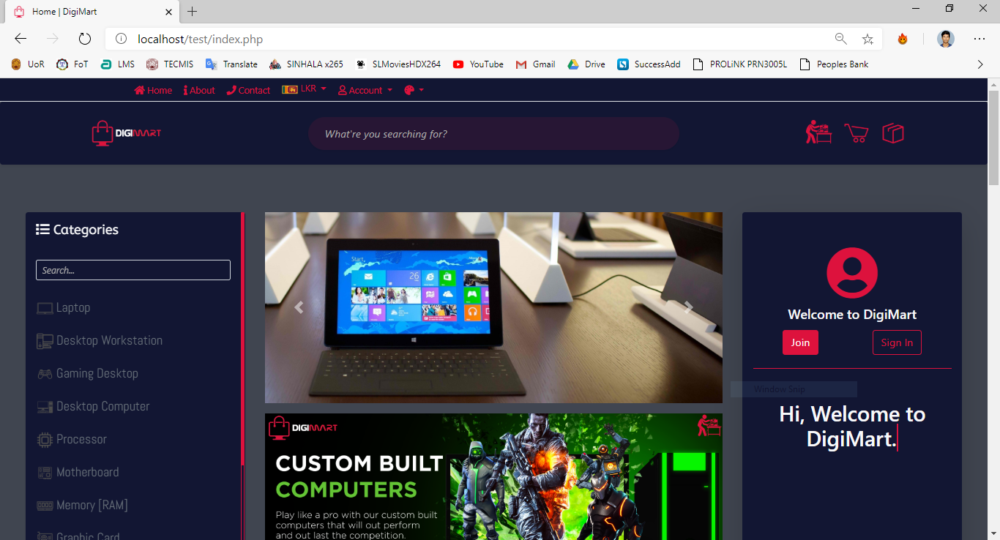 Home | DigiMart
localhost/test/index.php
UoR
FoT
LMS
TECMIS
Translate
SINHALA x265
SLMoviesHDX264
YouTube
Gmail
Drive
SuccessAdd
PROLiNK PRN3005L
Peoples Bank
Home
About
Contact
LKR
Account
DIGIMART
What're you searching for?
Categories
Search...
Laptop
Desktop Workstation
Gaming Desktop
Desktop Computer
Processor
Motherboard
Memory [RAM]
Graphic Card
Start
26
DIGIMART
CUSTOM BUILT
COMPUTERS
Play like a pro with our custom built
computers that will out perform
and out last the competition.
Welcome to DigiMart
Join
Sign In
Window Snip
Hi, Welcome to
DigiMart.